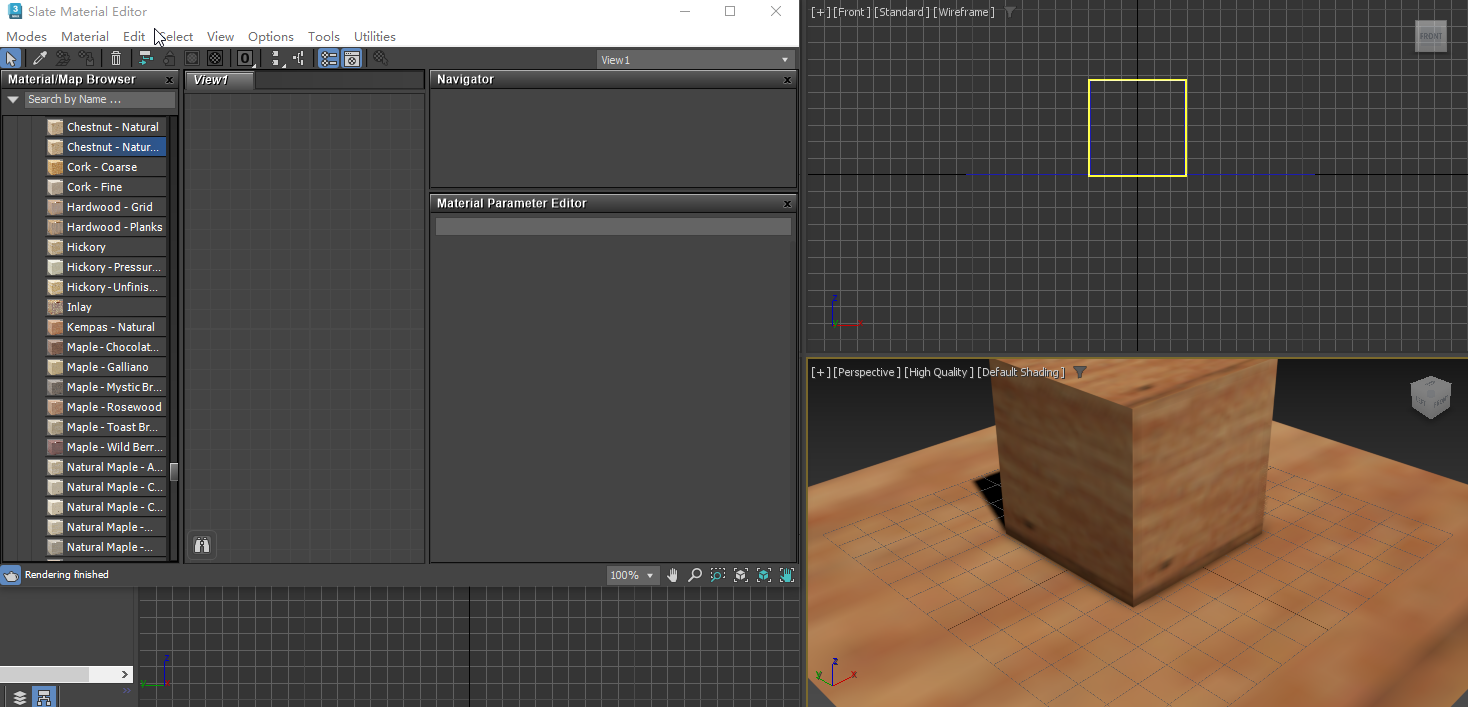 Slate Material Editor
Modes Material Edit Select View Options Tools Utilities
View1
Material/Map Browser
Search by Name ...
Chestnut - Natural
Chestnut - Natur...
Cork - Coarse
Cork - Fine
Hardwood - Grid
Hardwood - Planks
Hickory
Hickory - Pressur...
Hickory - Unfinis...
Inlay
Kempas - Natural
Maple - Chocolat...
Maple - Galliano
Maple - Mystic Br...
Maple - Rosewood
Maple - Toast Br...
Maple - Wild Berr...
Natural Maple - A...
Natural Maple - C...
Natural Maple - C...
Natural Maple -...
Natural Maple -...
View1
Navigator
Material Parameter Editor
Rendering finished
100%
[+] [Front ] [Standard ] [Wireframe ]
FRONT
z
y
x
[+] [Perspective ] [High Quality ] [Default Shading ]
FRONT
z
y
x
z
y